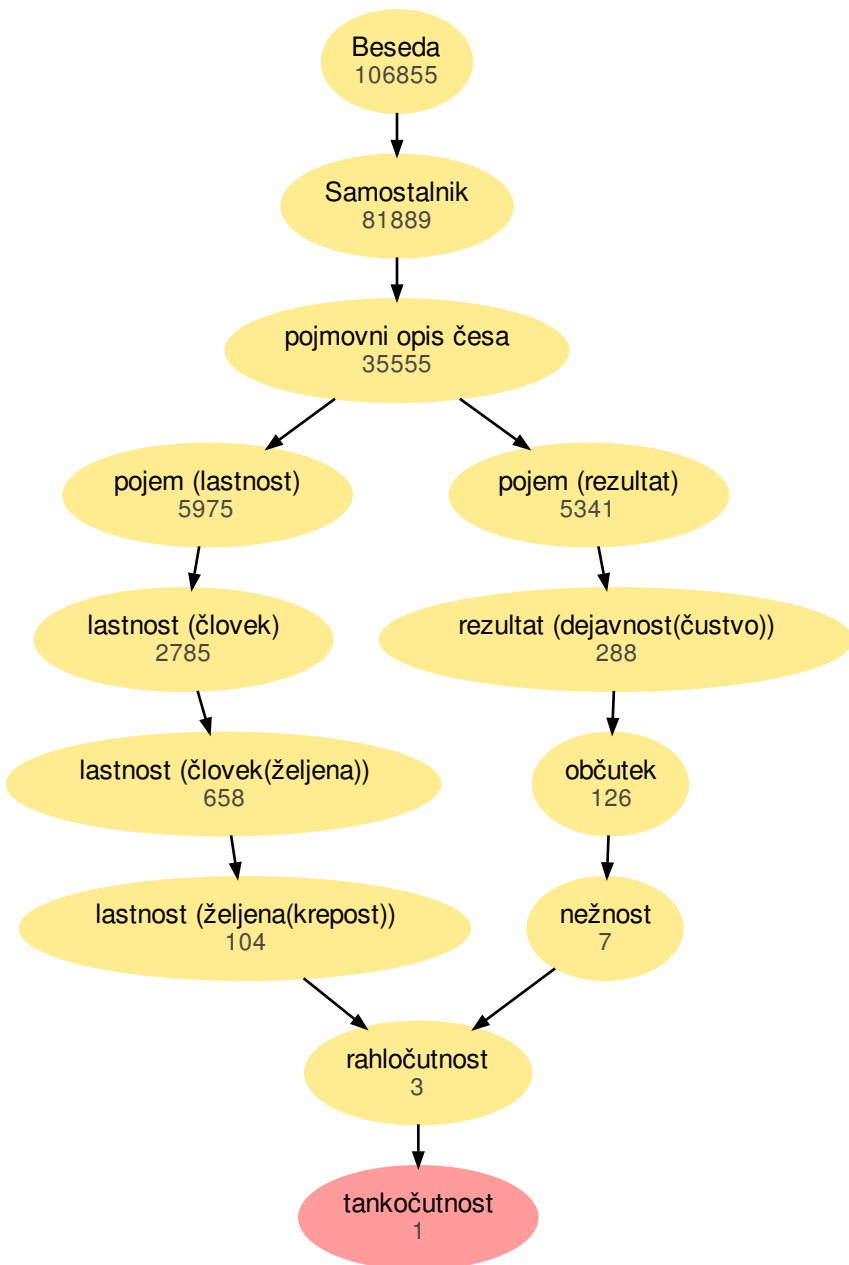 Beseda
106855
Samostalnik
81889
pojmovni opis česa
35555
pojem (lastnost)
5975
pojem (rezultat)
5341
lastnost (človek)
2785
rezultat (dejavnost(čustvo))
288
lastnost (človek(željena))
658
občutek
126
lastnost (željena(krepost))
104
nežnost
7
rahločutnost
3
tankočutnost
1